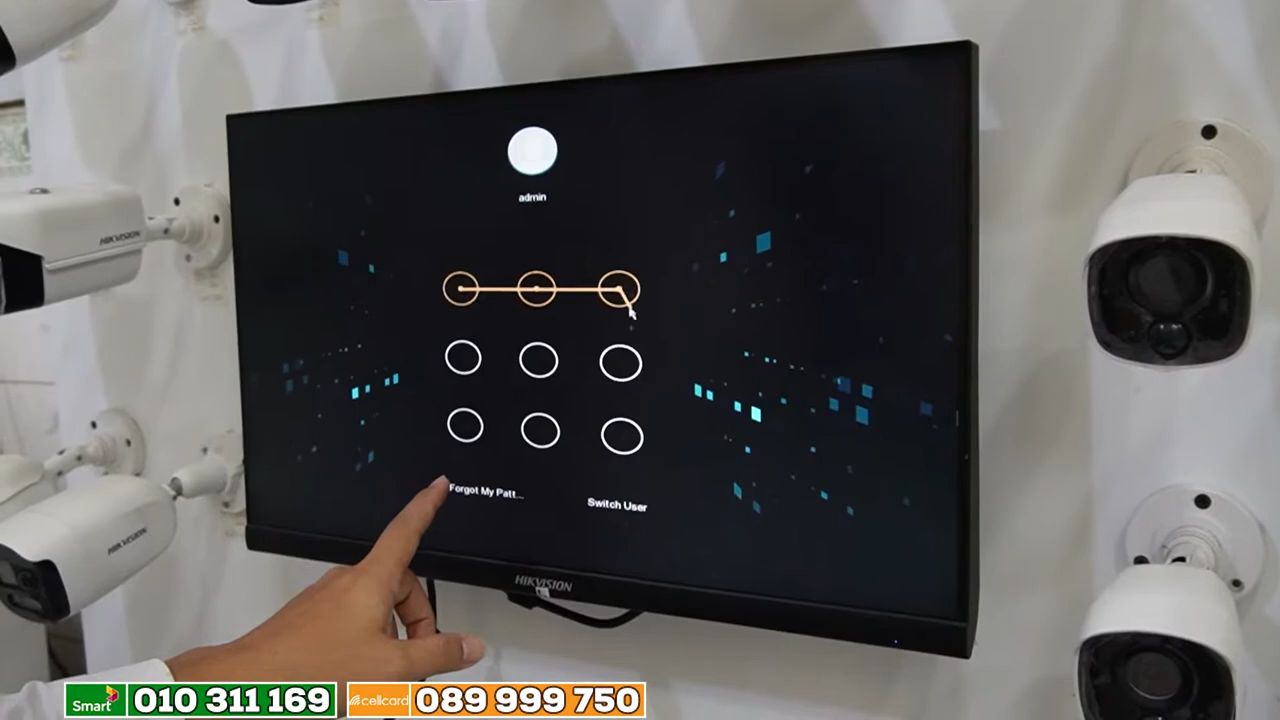 admin
HIKVISION
Forgot My Patt...
Switch User
HIKVISION
HIKVISION
Smart
010 311 169
cellcard
089 999 750